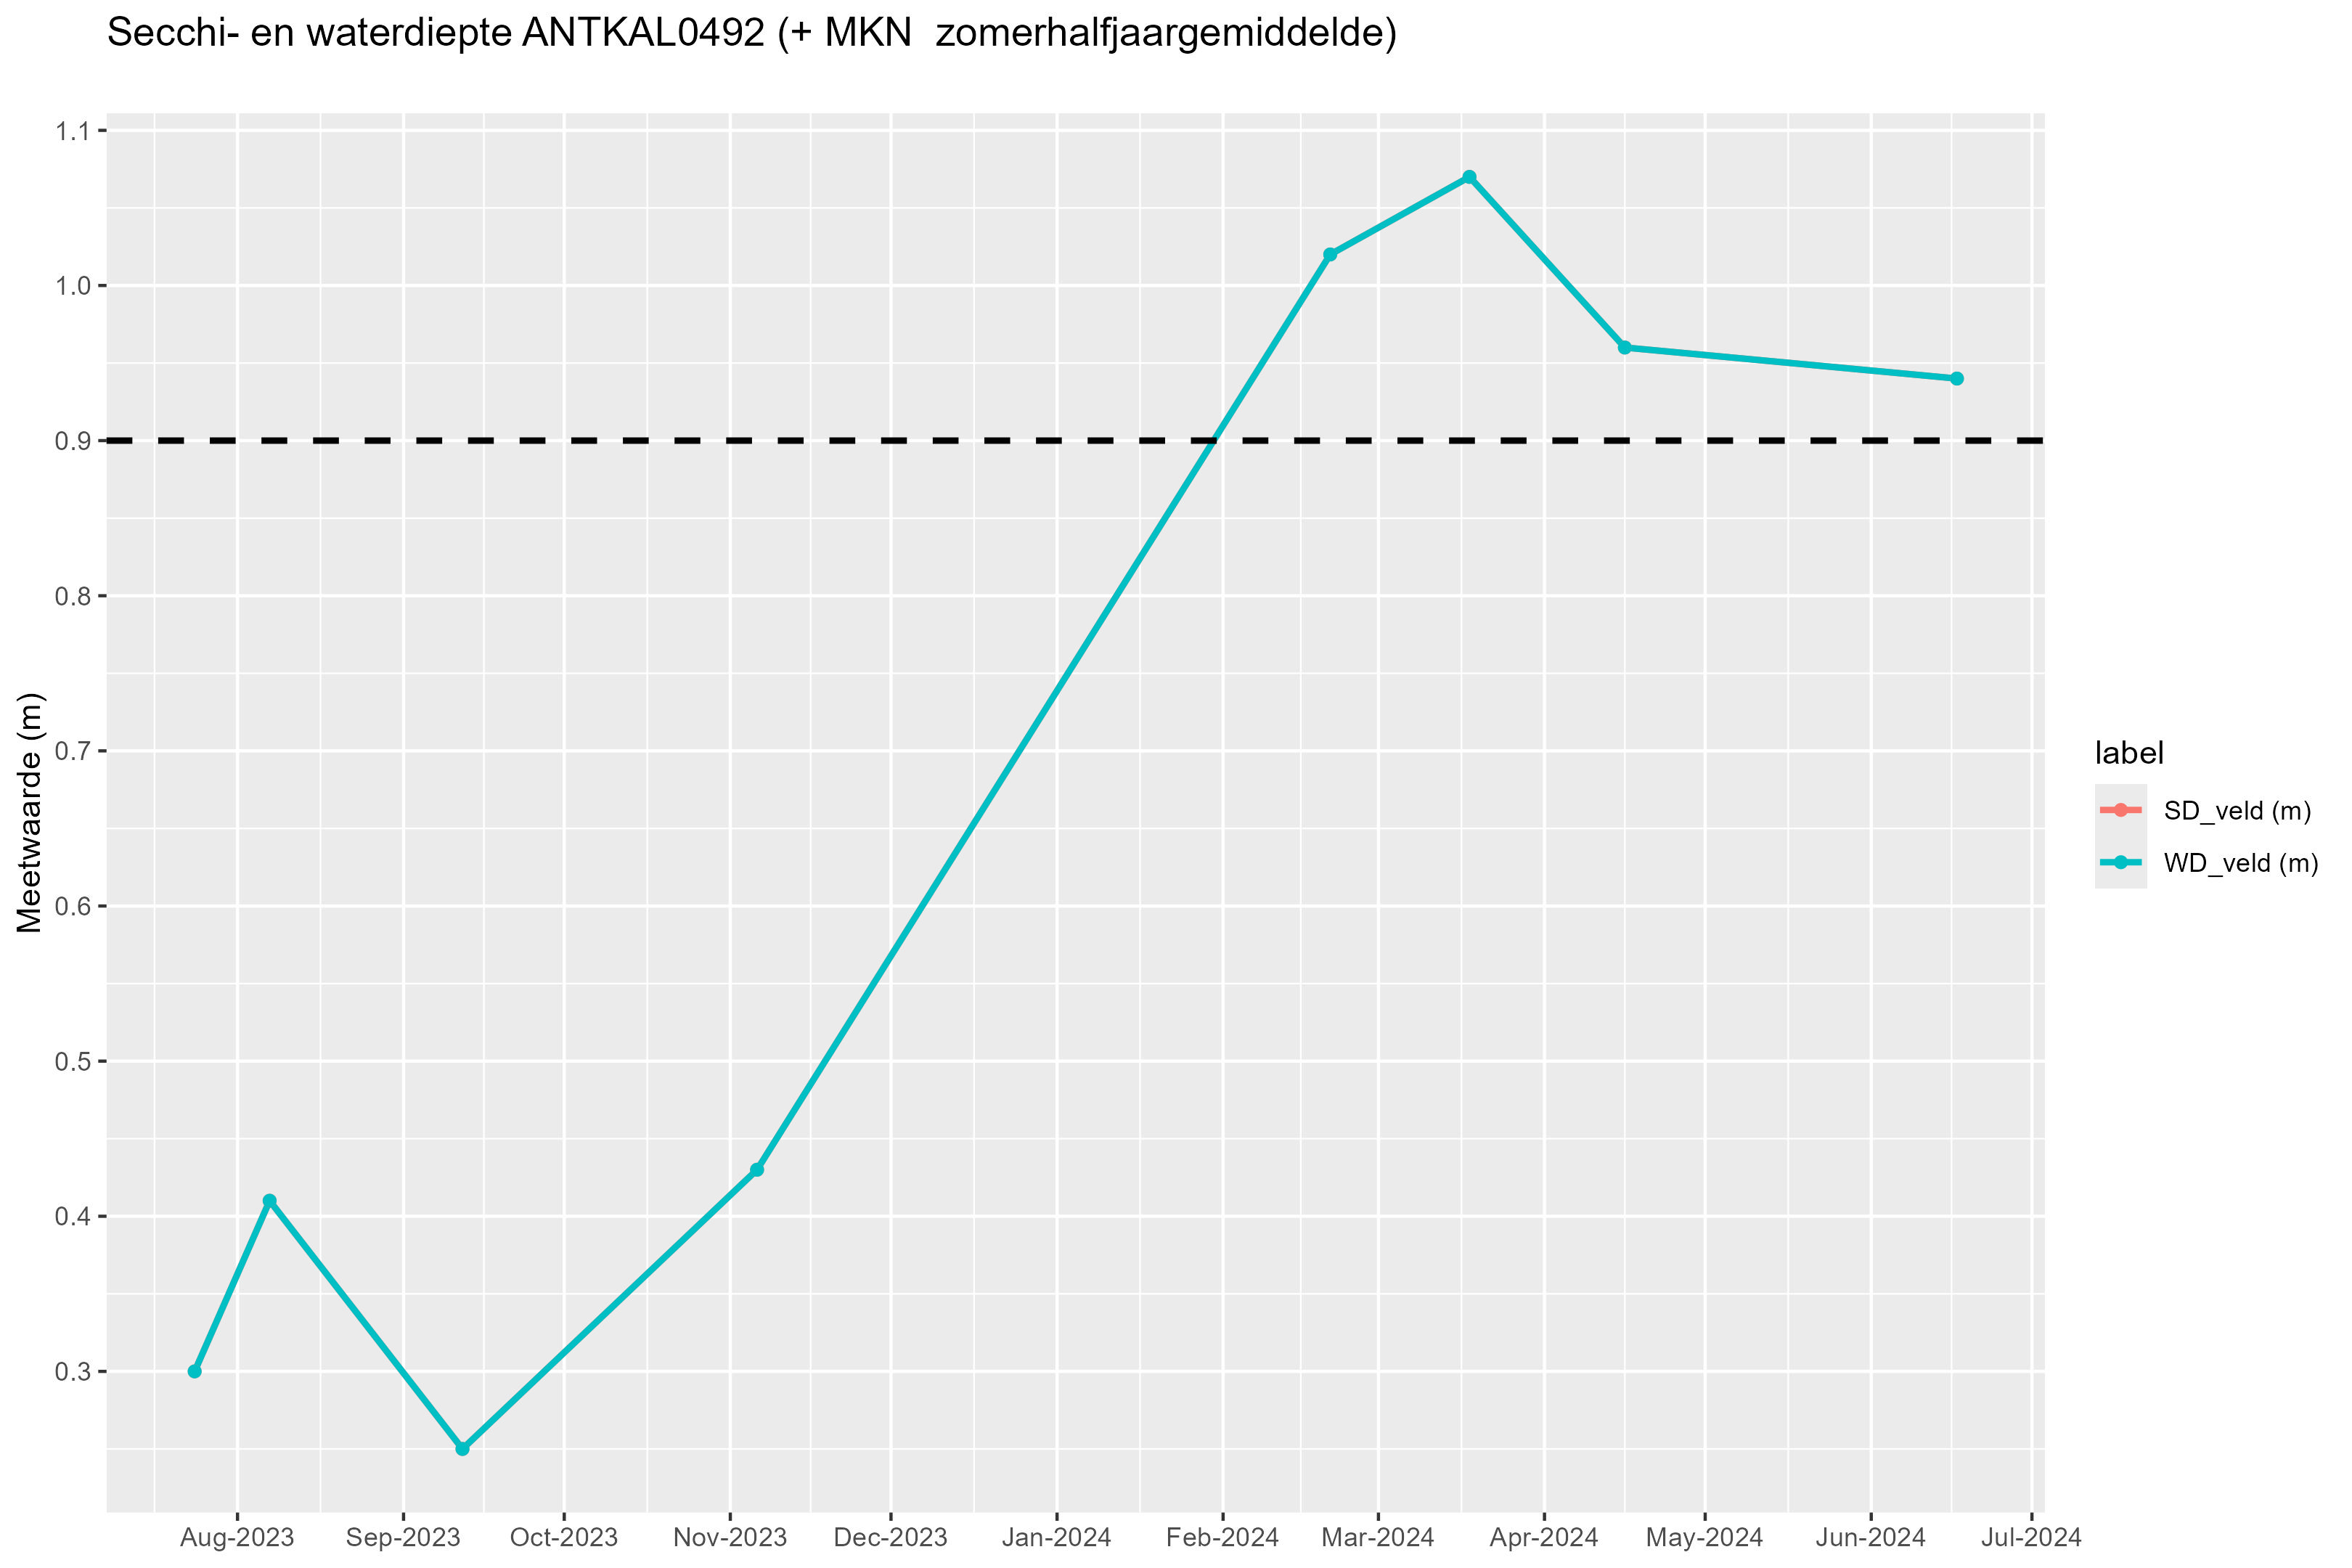 Secchi- en waterdiepte ANTKAL0492 (+ MKN  zomerhalfjaargemiddelde)
Meetwaarde (m)
1.1
1.0
0.9
0.8
0.7
0.6
0.5
0.4
0.3
Aug-2023 Sep-2023 Oct-2023 Nov-2023 Dec-2023 Jan-2024 Feb-2024 Mar-2024 Apr-2024 May-2024 Jun-2024 Jul-2024
label
SD_veld (m)
WD_veld (m)